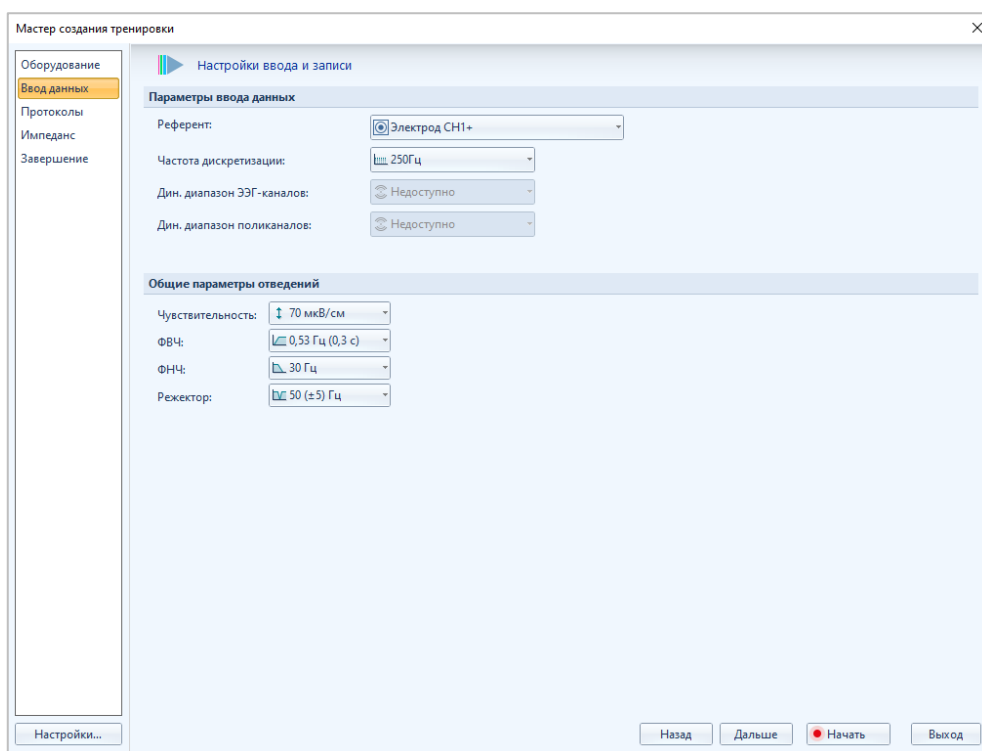 Мастер создания тренировки
Оборудование
Ввод данных
Протоколы
Импеданс
Завершение
Настройки ввода и записи
Параметры ввода данных
Референт: Электрод CH1+
Частота дискретизации: 250Гц
Дин. диапазон ЭЭГ-каналов: Недоступно
Дин. диапазон поликаналов: Недоступно
Общие параметры отведений
Чувствительность: 70 мкВ/см
ФВЧ: 0,53 Гц (0,3 с)
ФНЧ: 30 Гц
Режектор: 50 (±5) Гц
Настройки... Назад Дальше Начать Выход